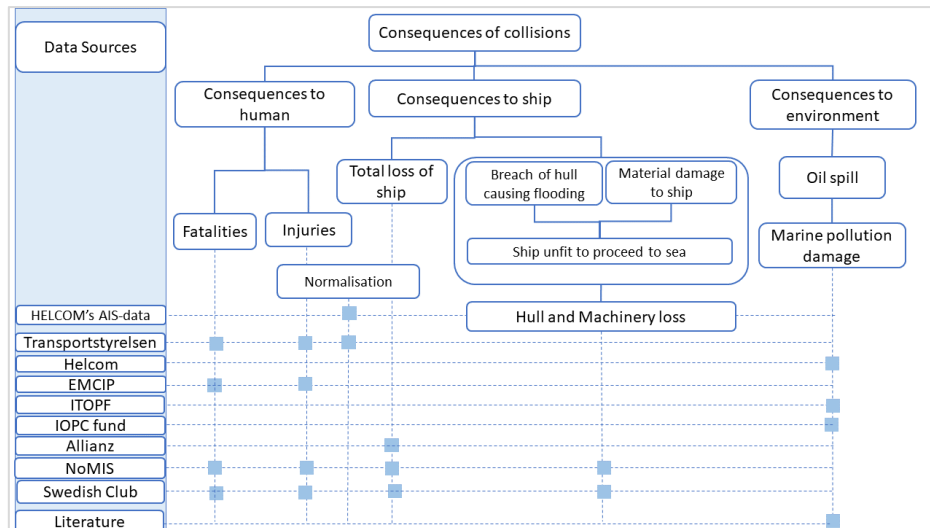 Data Sources
Consequences of collisions
Consequences to
human
Consequences to ship
Consequences to
environment
Total loss of
ship
Breach of hull
causing flooding
Material damage
to ship
Oil spill
Fatalities
Injuries
Ship unfit to proceed to sea
Marine pollution
damage
Normalisation
Hull and Machinery loss
HELCOM's AIS-data
Transportstyrelsen
Helcom
EMCIP
ITOPF
IOPC fund
Allianz
NoMIS
Swedish Club
Literature